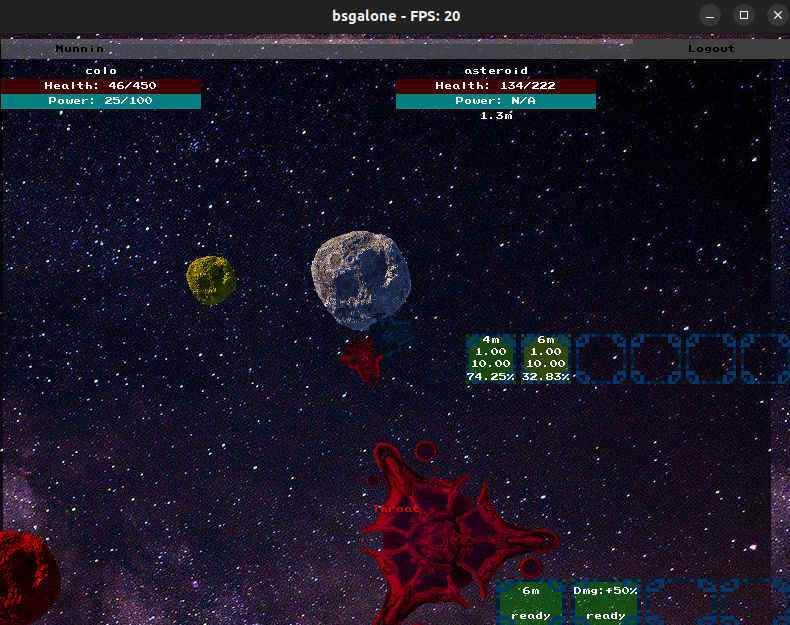 bsgalone - FPS: 20
Munnin
Logout
colo
Health: 46/450
Power: 25/100
asteroid
Health: 134/222
Power: N/A
1.3m
4m
1.00
10.00
74.25%
6m
1.00
10.00
32.83%
Threat
6m
ready
Dmg:+50%
ready